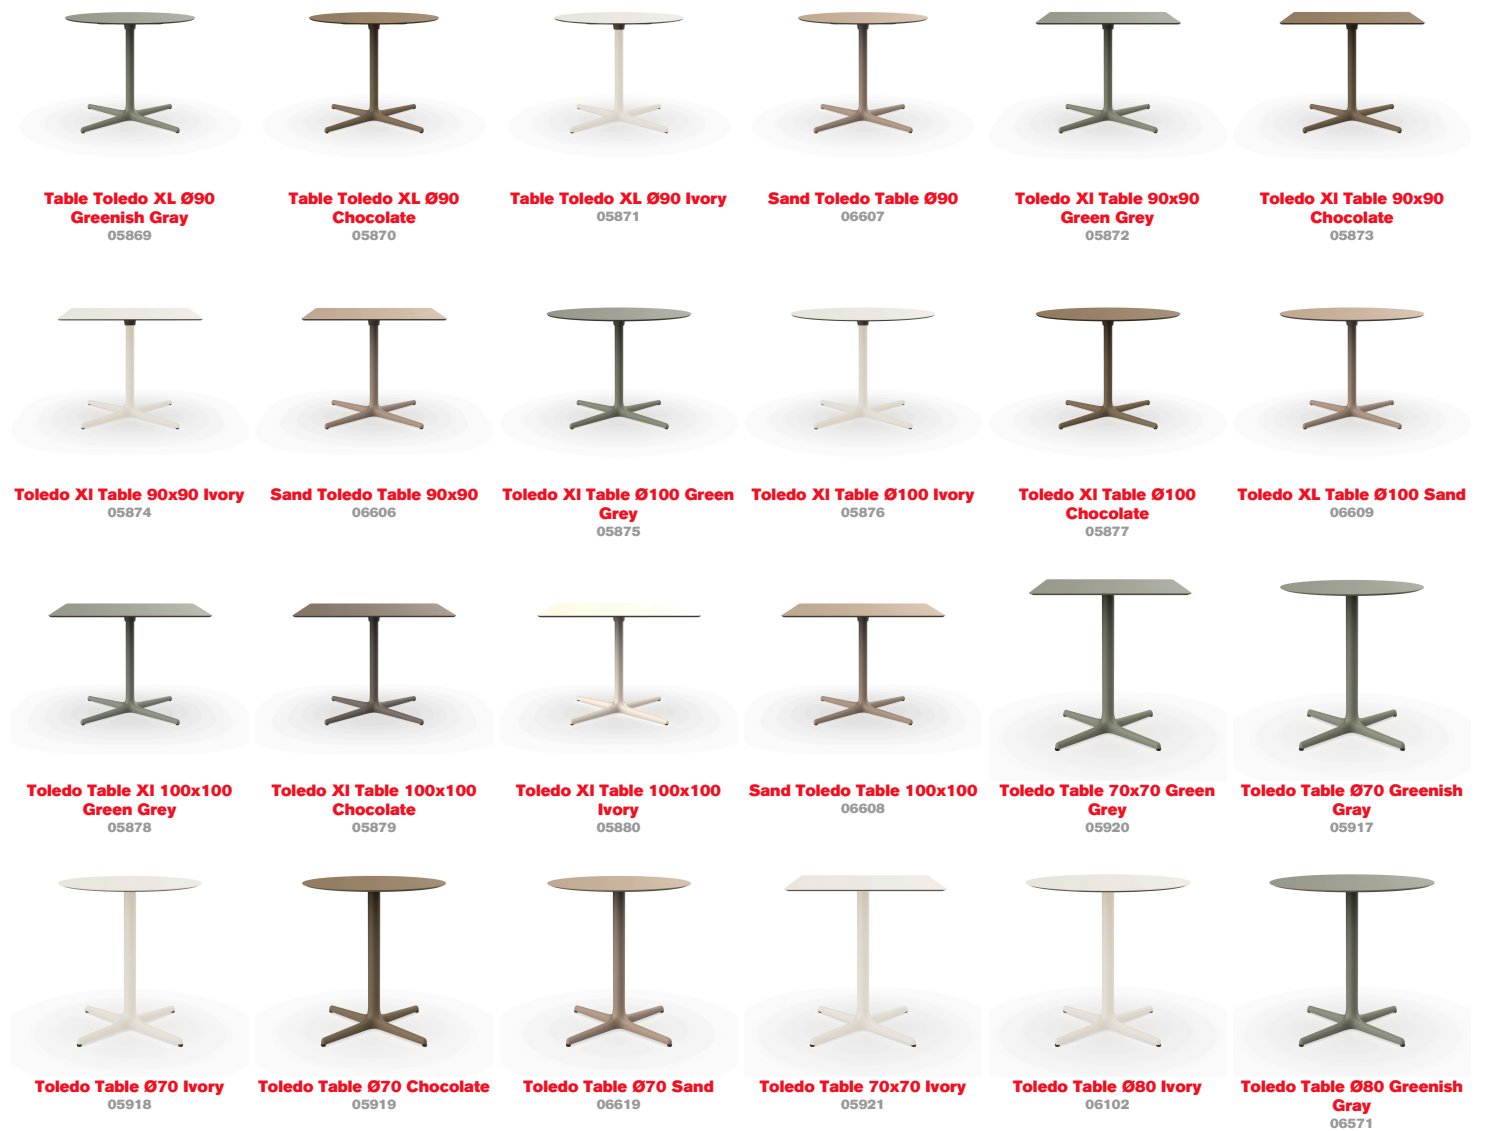 Table Toledo XL Ø90
Greenish Gray
05869
Table Toledo XL Ø90
Chocolate
05870
Table Toledo XL Ø90 Ivory
05871
Sand Toledo Table Ø90
06607
Toledo Xl Table 90x90
Green Grey
05872
Toledo Xl Table 90x90
Chocolate
05873
Toledo Xl Table 90x90 Ivory
05874
Sand Toledo Table 90x90
06606
Toledo Xl Table Ø100 Green
Grey
05875
Toledo Xl Table Ø100 Ivory
05876
Toledo Xl Table Ø100
Chocolate
05877
Toledo XL Table Ø100 Sand
06609
Toledo Table Xl 100x100
Green Grey
05878
Toledo Xl Table 100x100
Chocolate
05879
Toledo Xl Table 100x100
Ivory
05880
Sand Toledo Table 100x100
06608
Toledo Table 70x70 Green
Grey
05920
Toledo Table Ø70 Greenish
Gray
05917
Toledo Table Ø70 Ivory
05918
Toledo Table Ø70 Chocolate
05919
Toledo Table Ø70 Sand
06619
Toledo Table 70x70 Ivory
05921
Toledo Table Ø80 Ivory
06102
Toledo Table Ø80 Greenish
Gray
06571